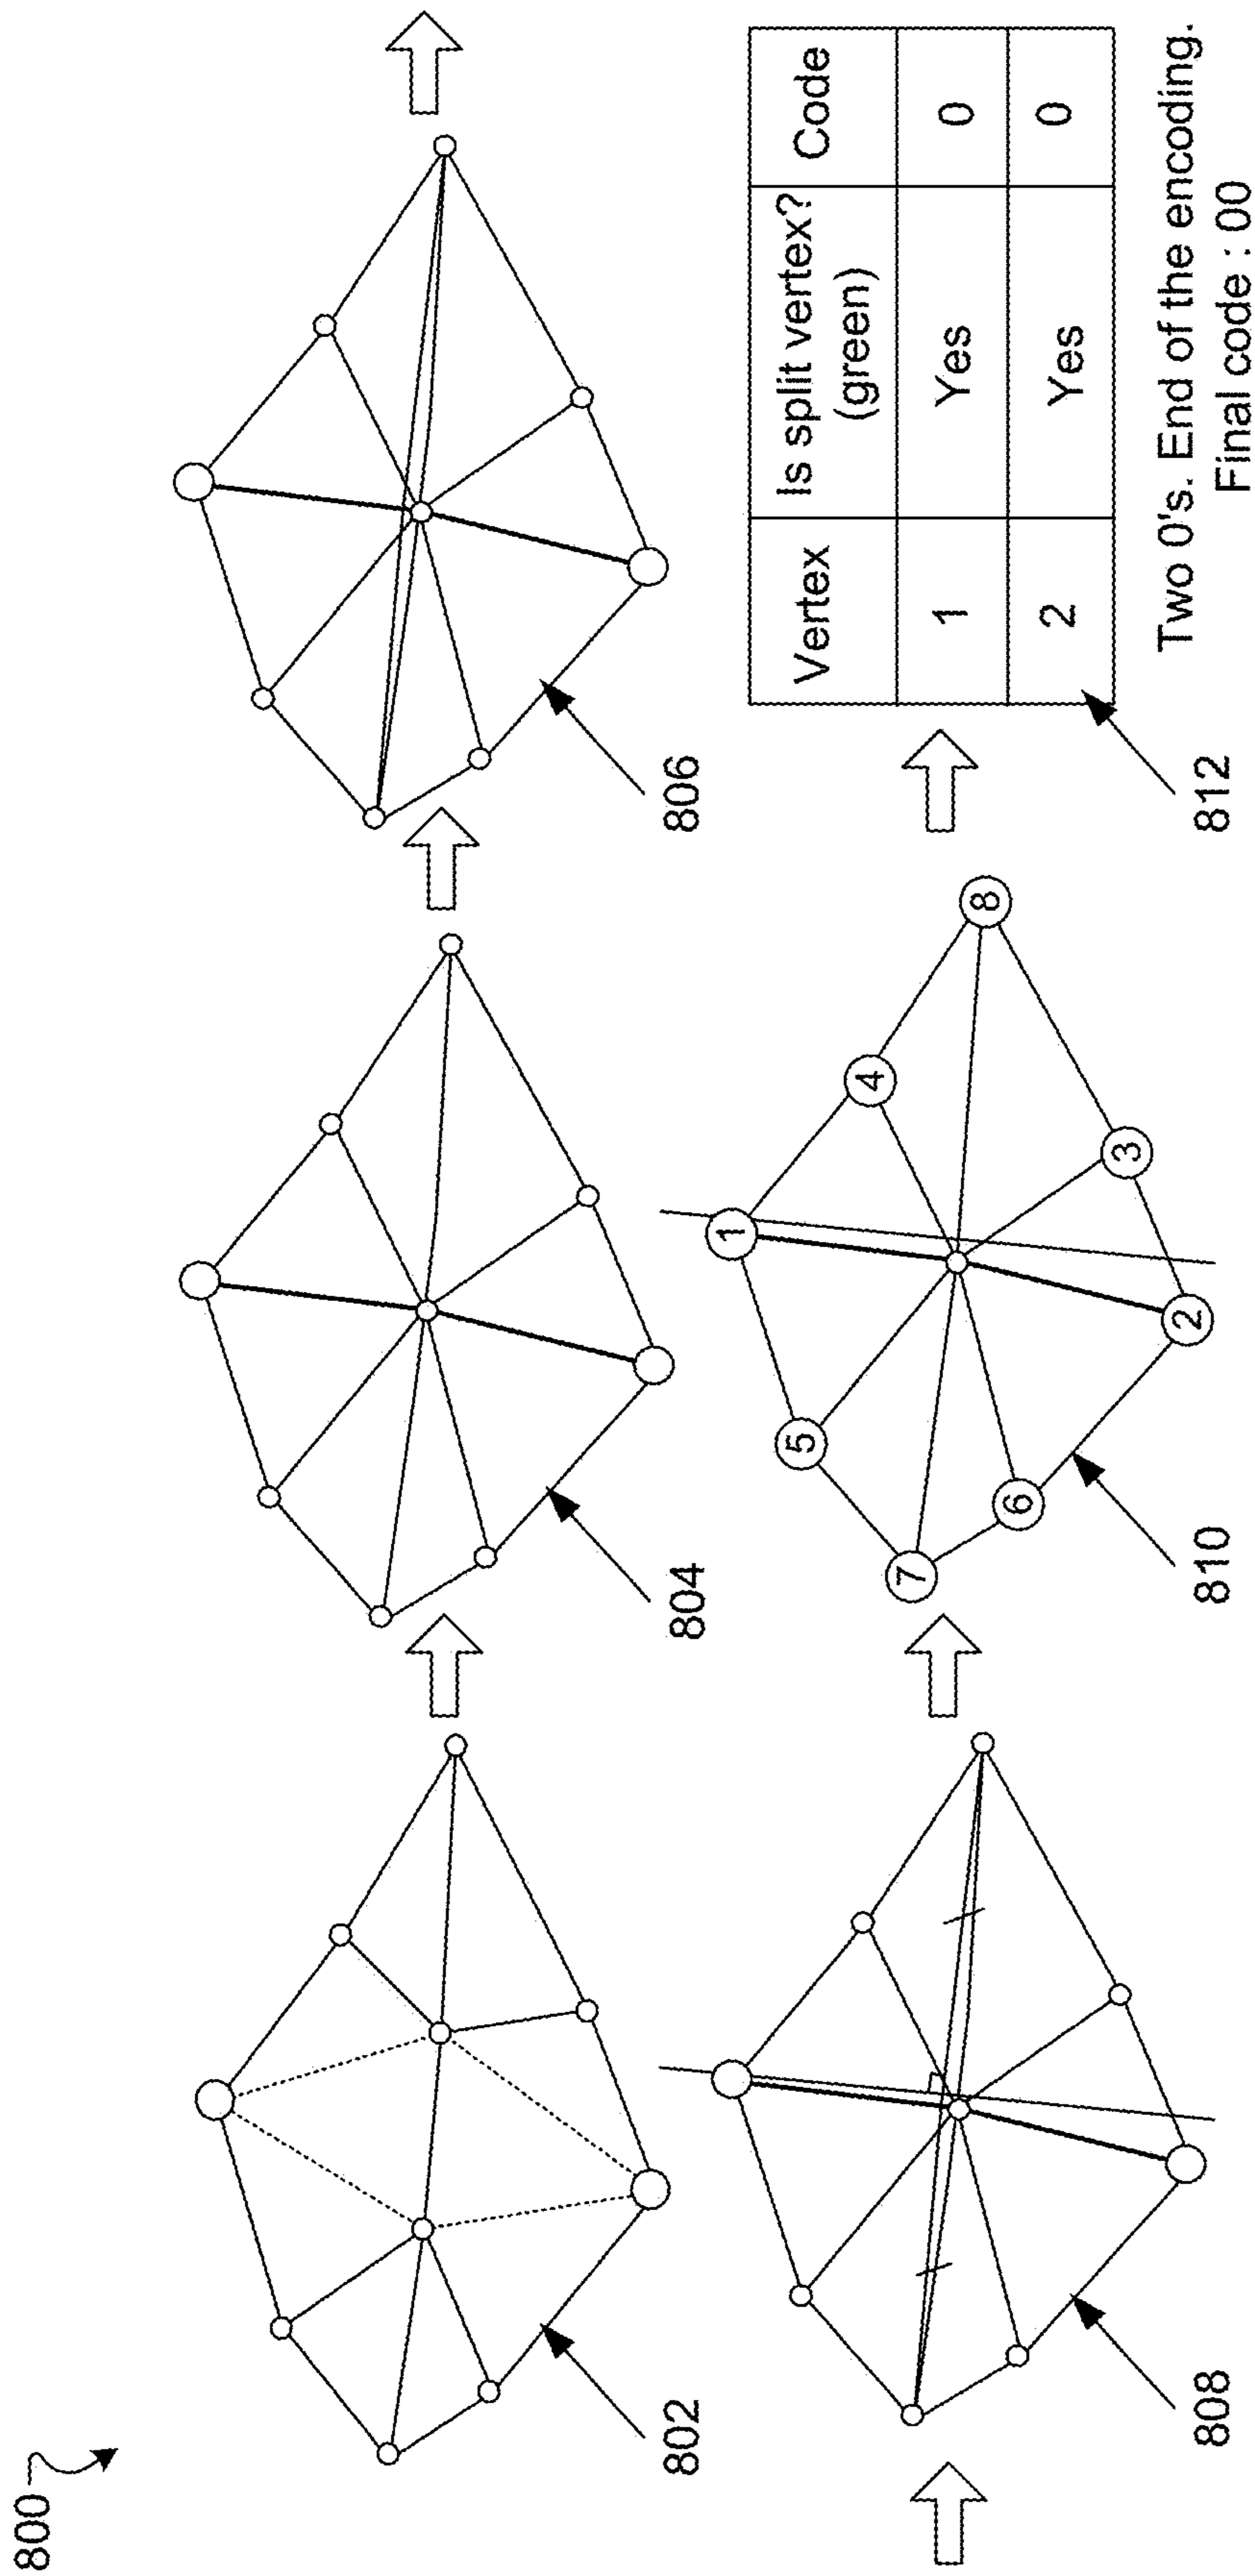 800
802
804
806
808
7
5
1
4
8
6
2
3
810
Vertex Is split vertex? Code
(green)
1 Yes 0
2 Yes 0
812
Two 0's. End of the encoding.
Final code : 00